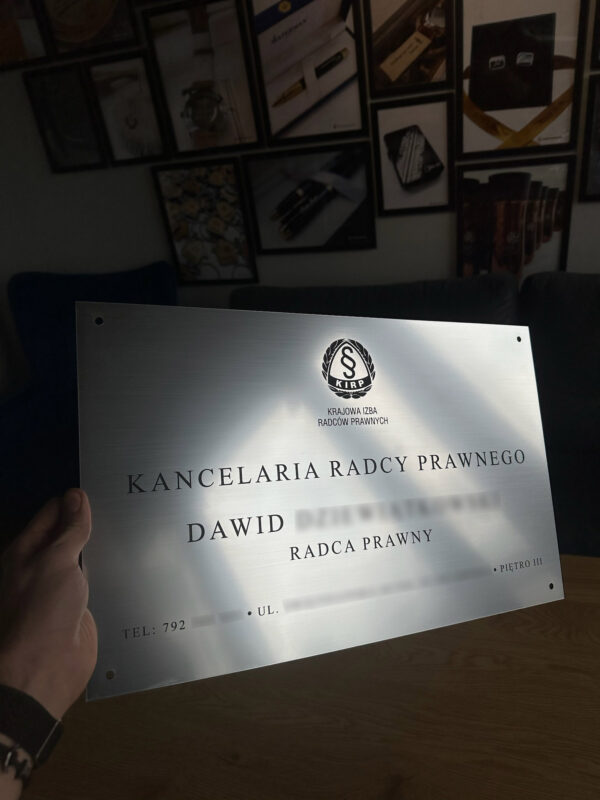 §
KIRP
KRAJOWA IZBA
RADCÓW PRAWNYCH
KANCELARIA RADCY PRAWNEGO
DAWID
RADCA PRAWNY
TEL: 792 • UL. • PIĘTRO III